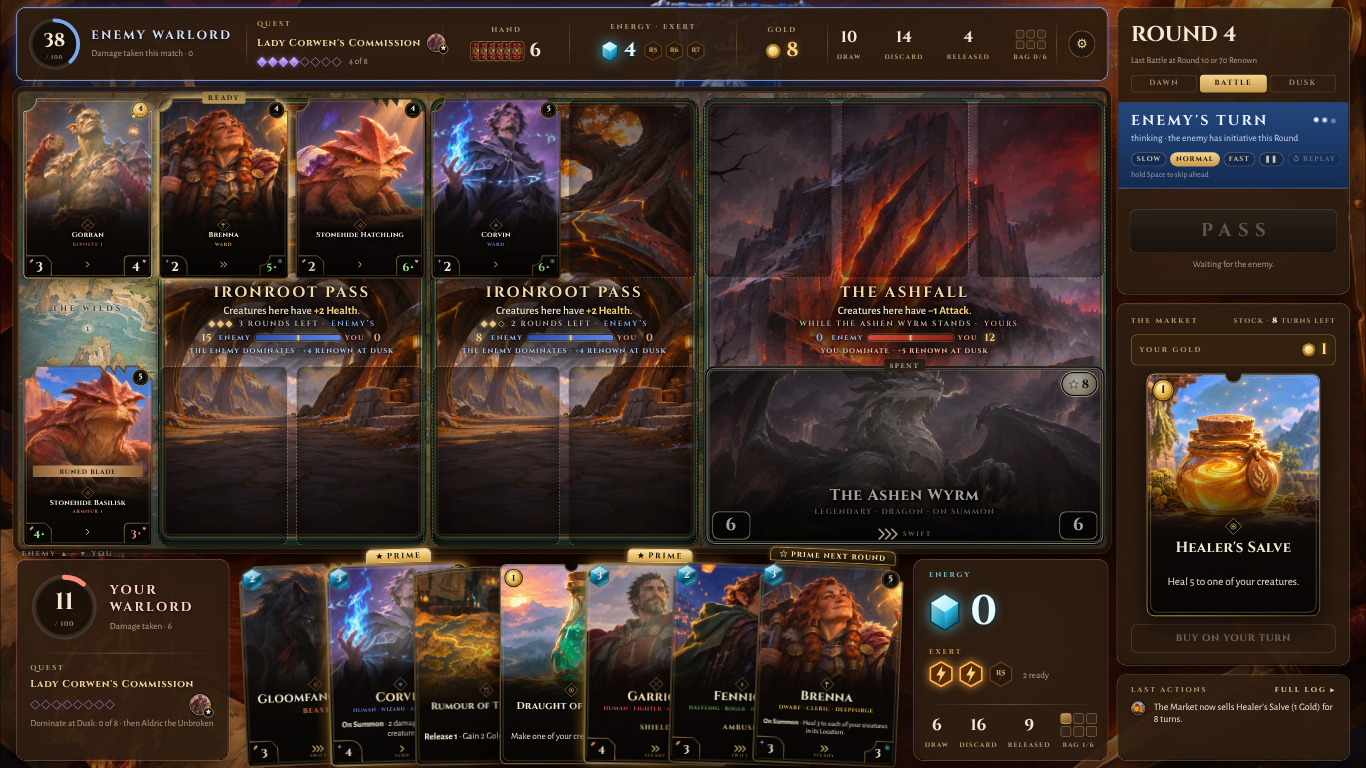 38
/ 100
ENEMY WARLORD
Damage taken this match · 0
QUEST
LADY CORWEN'S COMMISSION
4 of 8
HAND
6
ENERGY · EXERT
4
R5
R6
R7
GOLD
8
10
DRAW
14
DISCARD
4
RELEASED
BAG 0/6
ROUND 4
Last Battle at Round 10 or 70 Renown
DAWN
BATTLE
DUSK
ENEMY'S TURN
thinking · the enemy has initiative this Round
SLOW
NORMAL
FAST
REPLAY
hold Space to skip ahead
PASS
Waiting for the enemy.
THE MARKET
STOCK · 8 TURNS LEFT
YOUR GOLD
1
1
HEALER'S SALVE
Heal 5 to one of your creatures.
BUY ON YOUR TURN
LAST ACTIONS
FULL LOG
The Market now sells Healer's Salve (1 Gold) for
8 turns.
READY
4
GORRAN
RIPOSTE 1
3
4
4
BRENNA
WARD
2
5
4
STONEHIDE HATCHLING
2
6
5
CORVIN
WARD
2
6
THE WILDS
1
IRONROOT PASS
Creatures here have +2 Health.
3 ROUNDS LEFT · ENEMY'S
15 ENEMY
YOU 0
THE ENEMY DOMINATES · +4 RENOWN AT DUSK
IRONROOT PASS
Creatures here have +2 Health.
2 ROUNDS LEFT · ENEMY'S
8 ENEMY
YOU 0
THE ENEMY DOMINATES · +4 RENOWN AT DUSK
THE ASHFALL
Creatures here have −1 Attack.
WHILE THE ASHEN WYRM STANDS · YOURS
0 ENEMY
YOU 12
YOU DOMINATE · +5 RENOWN AT DUSK
5
RUNED BLADE
STONEHIDE BASILISK
ARMOUR 1
4
3
SPENT
8
THE ASHEN WYRM
LEGENDARY · DRAGON · ON SUMMON
6
SWIFT
6
ENEMY
YOU
11
/ 100
YOUR
WARLORD
Damage taken · 6
QUEST
LADY CORWEN'S COMMISSION
Dominate at Dusk: 0 of 8 · then Aldric the Unbroken
2
GLOOMFAN
BEAST
3
PRIME
3
CORV
HUMAN · WIZARD · A
On Summon · 2 damag
creature
4
RUMOUR OF T
Release 1 · Gain 2 Gol
1
DRAUGHT OF
Make one of your cre
PRIME
3
GARRIC
HUMAN · FIGHTER
SHIELD
4
STEADY
2
FENNIC
HALFLING · ROGUE
AMBUS
3
STEADY
PRIME NEXT ROUND
3
5
BRENNA
DWARF · CLERIC · DEEPFORGE
On Summon · Heal 3 to each of your creatures
in its Location.
3
STEADY
3
ENERGY
0
EXERT
R5
2 ready
6
DRAW
16
DISCARD
9
RELEASED
BAG 1/6